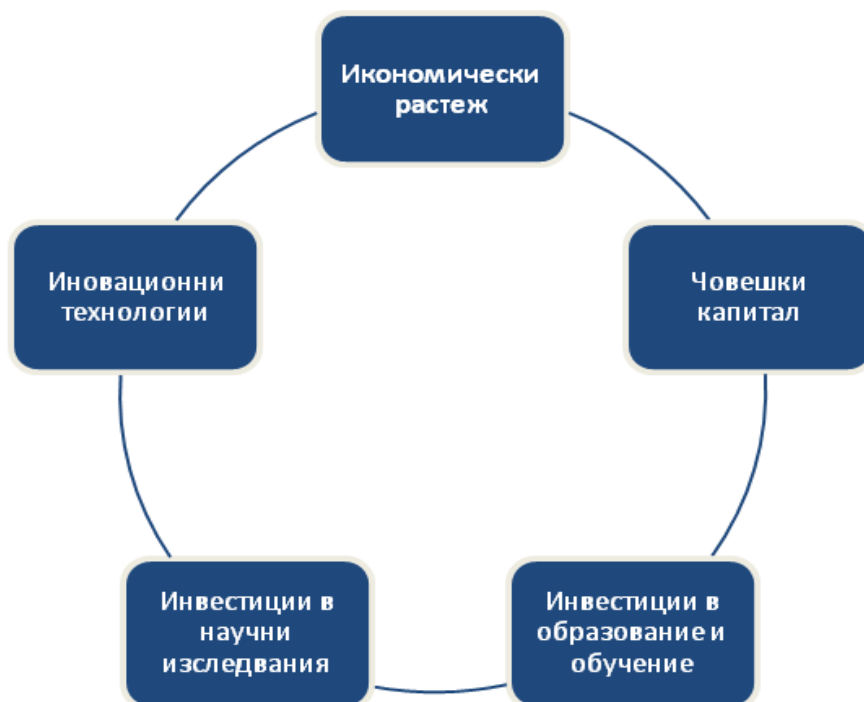 Икономически
растеж
Човешки
капитал
Инвестиции в
образование и
обучение
Инвестиции в
научни
изследвания
Иновационни
технологии